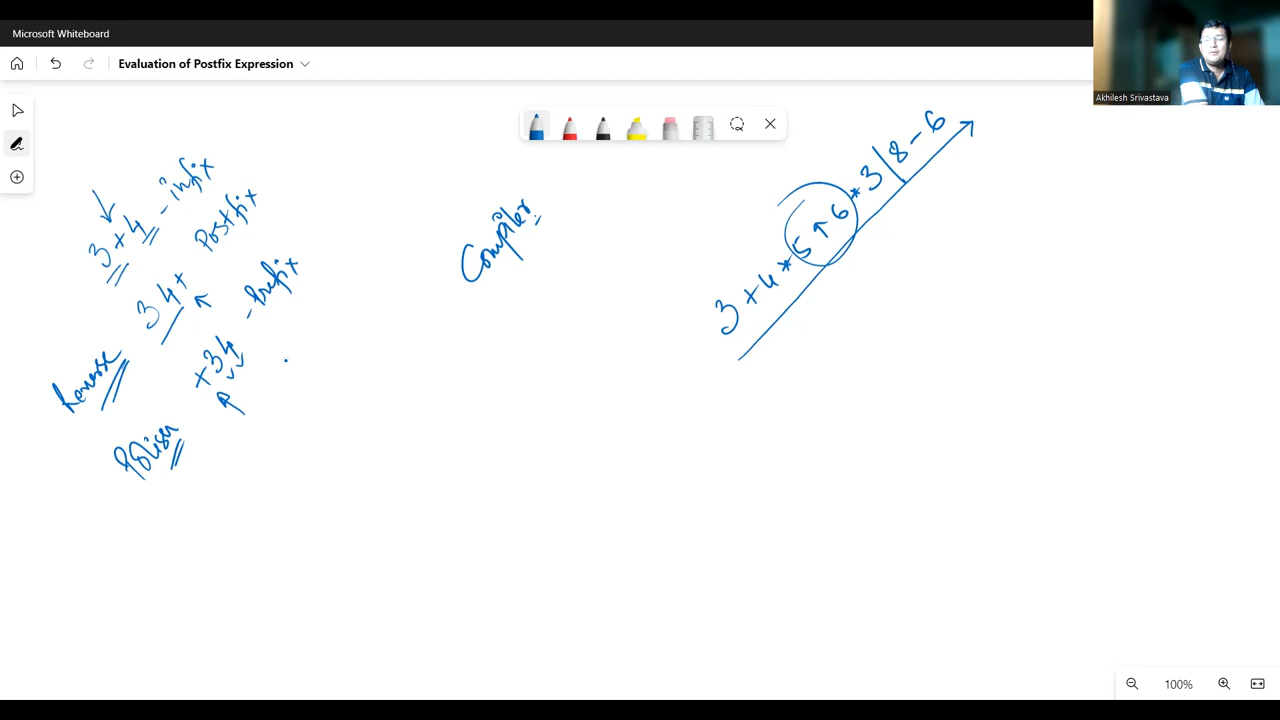 Microsoft Whiteboard
Evaluation of Postfix Expression
Akhilesh Srivastava
3+4 - infix
Postfix
34+
+34 - Prefix
Reverse
Polish
Compiler
3+4*5↑6*3/8-6
100%